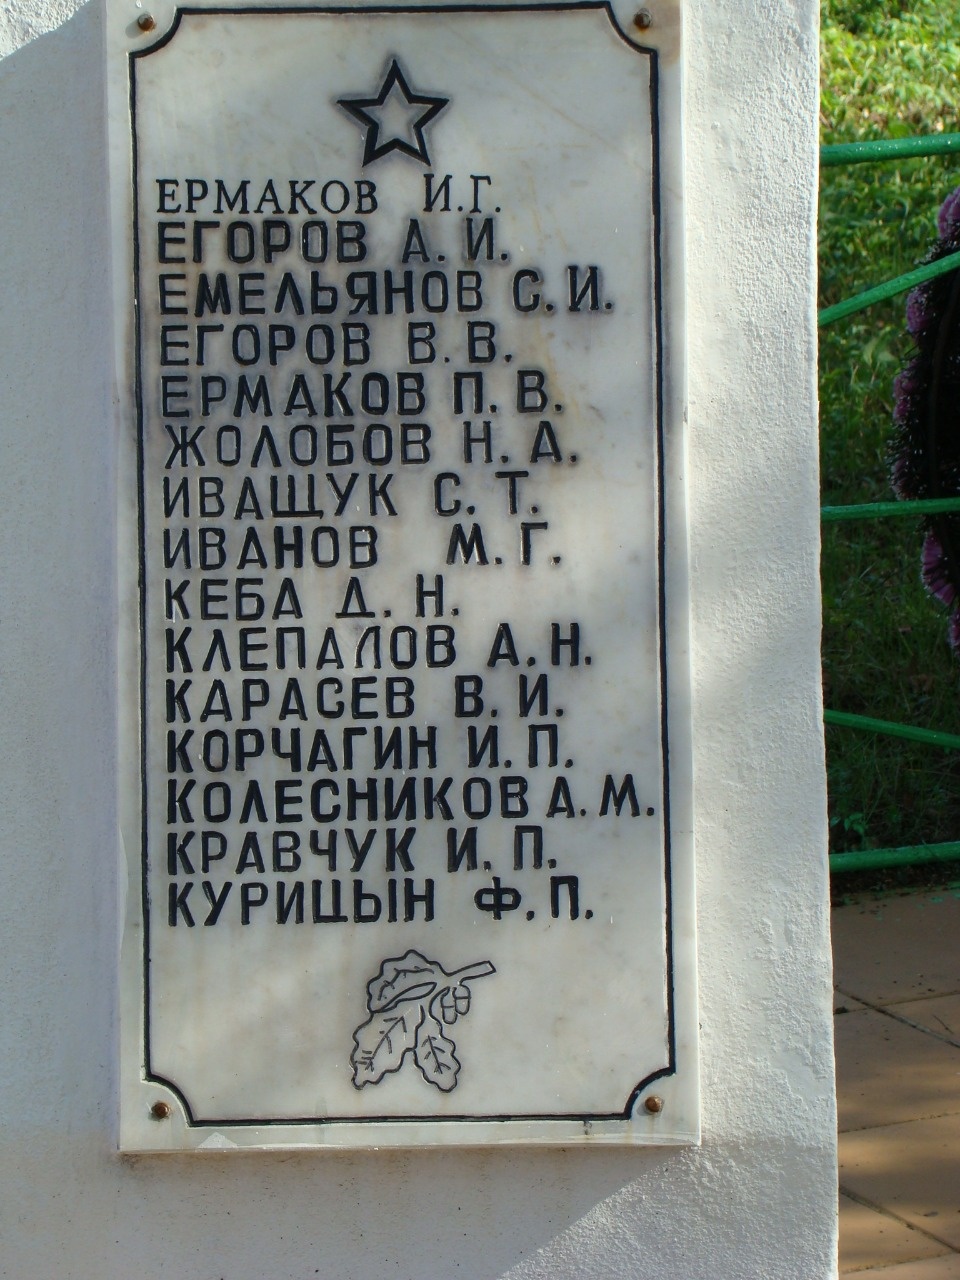 ЕРМАКОВ И.Г.
ЕГОРОВ А. И.
ЕМЕЛЬЯНОВ С. И.
ЕГОРОВ В. В.
ЕРМАКОВ П. В.
ЖОЛОБОВ Н. А.
ИВАЩУК С. Т.
ИВАНОВ М. Г.
КЕБА Д. Н.
КЛЕПАЛОВ А. Н.
КАРАСЕВ В. И.
КОРЧАГИН И. П.
КОЛЕСНИКОВ А. М.
КРАВЧУК И. П.
КУРИЦЫН Ф. П.